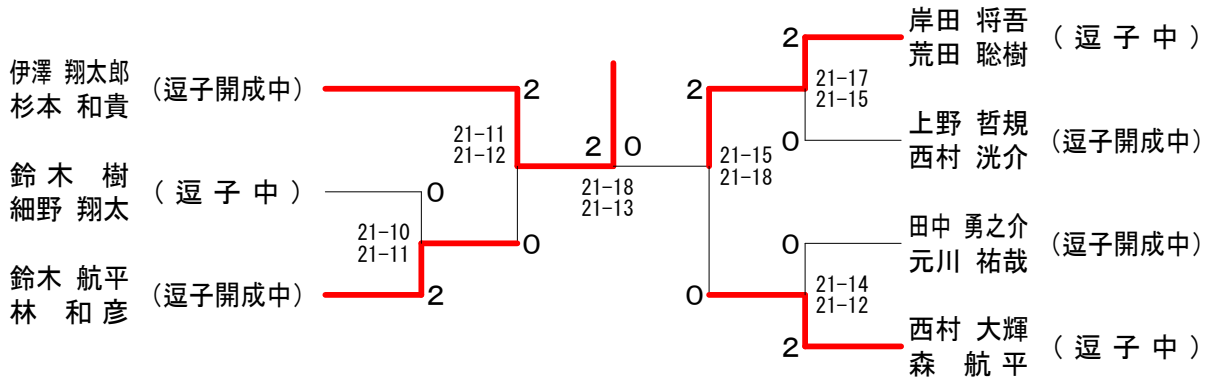 伊澤 翔太郎
杉本 和貴
(逗子開成中)
2
21-11
21-12
鈴木 樹
細野 翔太
(逗子中)
0
21-10
21-11
0
鈴木 航平
林 和彦
(逗子開成中)
2
2 0
21-18
21-13
岸田 将吾
荒田 聡樹
(逗子中)
2
21-17
21-15
2
上野 哲規
西村 洸介
(逗子開成中)
0
21-15
21-18
田中 勇之介
元川 祐哉
(逗子開成中)
0
21-14
21-12
0
西村 大輝
森 航平
(逗子中)
2